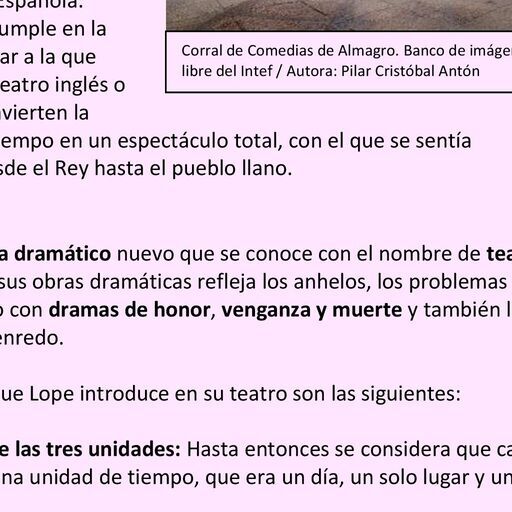 Española.
umple en la
ar a la que
eatro inglés o
vierten la
Corral de Comedias de Almagro. Banco de imáge
libre del Intef / Autora: Pilar Cristóbal Antón
empo en un espectáculo total, con el que se sentía
sde el Rey hasta el pueblo llano.
a dramático nuevo que se conoce con el nombre de tea
sus obras dramáticas refleja los anhelos, los problemas
o con dramas de honor, venganza y muerte y también l
enredo.
ue Lope introduce en su teatro son las siguientes:
e las tres unidades: Hasta entonces se considera que ca
na unidad de tiempo, que era un día, un solo lugar y un